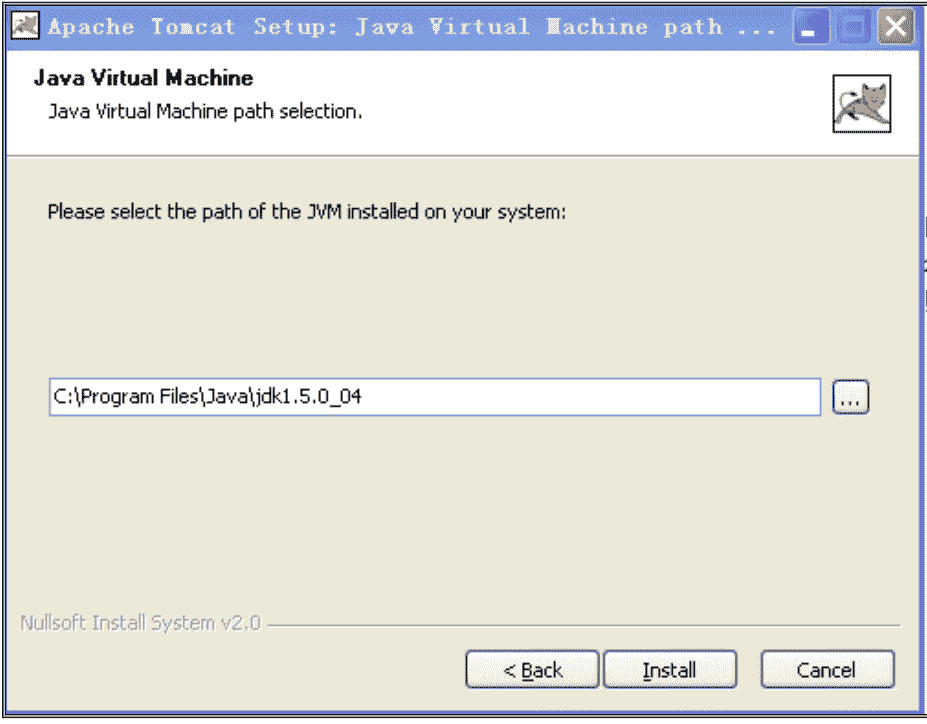 Apache Tomcat Setup: Java Virtual Machine path ...
Java Virtual Machine
Java Virtual Machine path selection.
Please select the path of the JVM installed on your system:
C:\Program Files\Java\jdk1.5.0_04
...
Nullsoft Install System v2.0
< Back
Install
Cancel